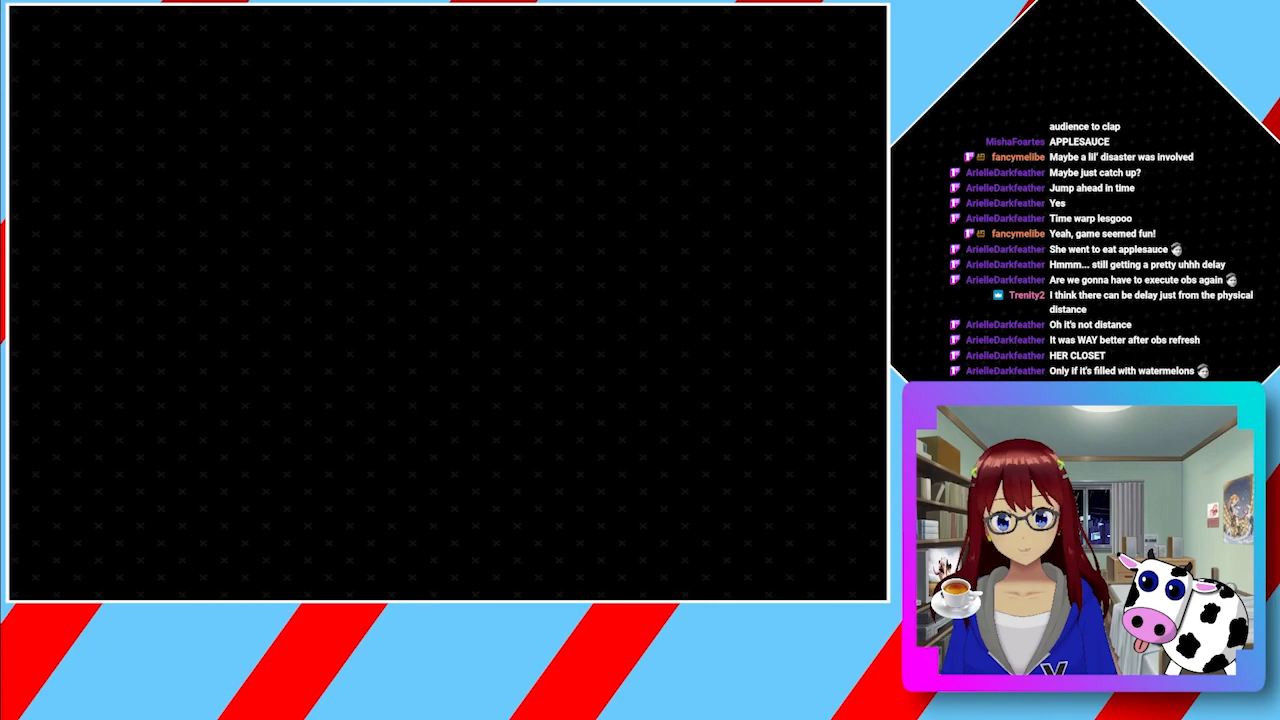 audience to clap
MishaFoartes APPLESAUCE
fancymelibe Maybe a lil' disaster was involved
ArielleDarkfeather Maybe just catch up?
ArielleDarkfeather Jump ahead in time
ArielleDarkfeather Yes
ArielleDarkfeather Time warp lesgooo
fancymelibe Yeah, game seemed fun!
ArielleDarkfeather She went to eat applesauce
ArielleDarkfeather Hmmm... still getting a pretty uhhh delay
ArielleDarkfeather Are we gonna have to execute obs again
Trenity2 I think there can be delay just from the physical
distance
ArielleDarkfeather Oh it's not distance
ArielleDarkfeather It was WAY better after obs refresh
ArielleDarkfeather HER CLOSET
ArielleDarkfeather Only if it's filled with watermelons